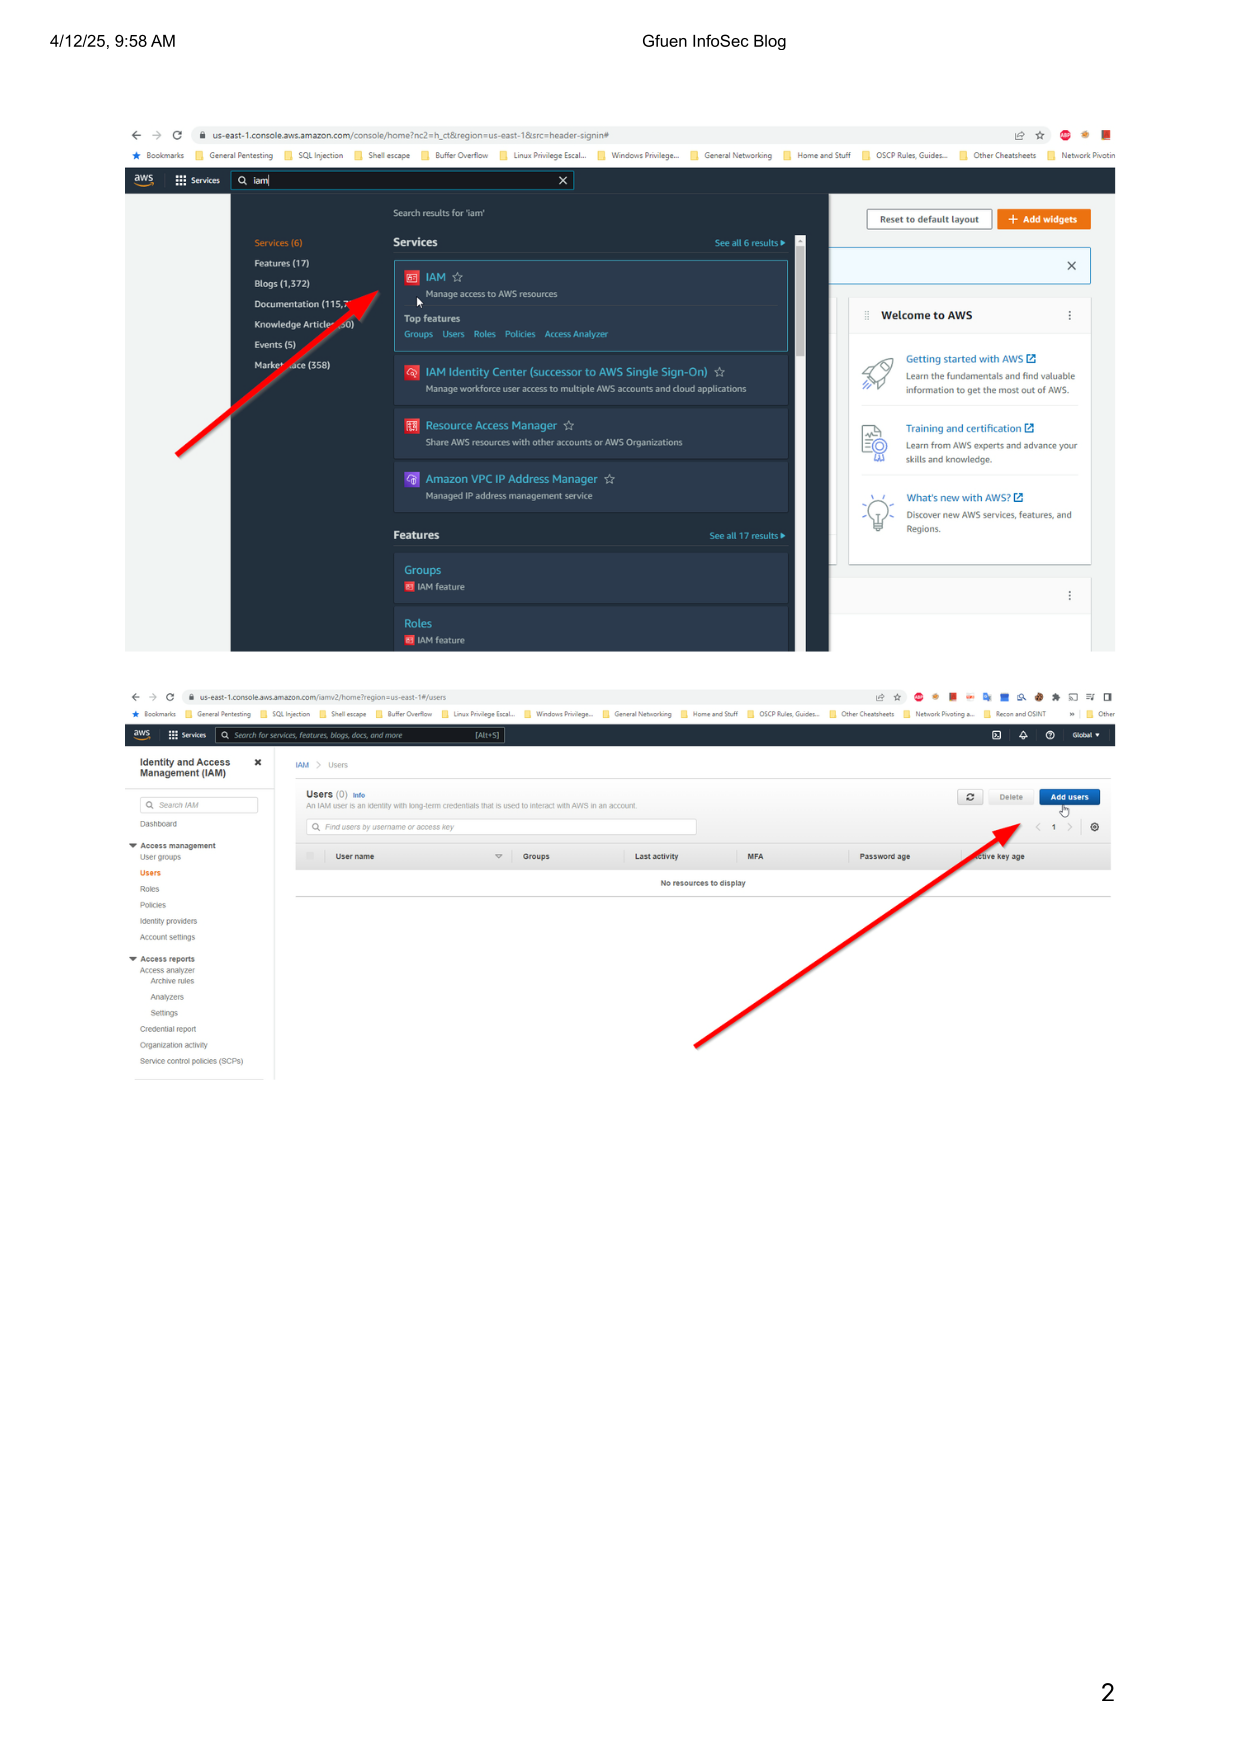 4/12/25, 9:58 AM
Gfuen InfoSec Blog
us-east-1.console.aws.amazon.com/console/home?nc2=h_ct&region=us-east-1&src=header-signin#
Bookmarks General Pentesting SQL Injection Shell escape Buffer Overflow Linux Privilege Escal... Windows Privilege... General Networking Home and Stuff OSCP Rules, Guides... Other Cheatsheets Network Pivotin
aws Services iam
Search results for 'iam'
Reset to default layout
Add widgets
Services (6)
Features (17)
Blogs (1,372)
Documentation (115,7
Knowledge Article
Events (5)
(358)
Services
See all 6 results
IAM
Manage access to AWS resources
Top features
Groups Users Roles Policies Access Analyzer
IAM Identity Center (successor to AWS Single Sign-On)
Manage workforce user access to multiple AWS accounts and cloud applications
Resource Access Manager
Share AWS resources with other accounts or AWS Organizations
Amazon VPC IP Address Manager
Managed IP address management service
Features
See all 17 results
Groups
IAM feature
Roles
IAM feature
Welcome to AWS
Getting started with AWS
Learn the fundamentals and find valuable
information to get the most out of AWS.
Training and certification
Learn from AWS experts and advance your
skills and knowledge.
What's new with AWS?
Discover new AWS services, features, and
Regions.
us-east-1.console.aws.amazon.com/iamv2/home?region=us-east-1#/users
Bookmarks General Pentesting SQL Injection Shell escape Buffer Overflow Linux Privilege Escal... Windows Privilege... General Networking Home and Stuff OSCP Rules, Guides... Other Cheatsheets Network Pivoting a... Recon and OSINT » Other
aws Services Search for services, features, blogs, docs, and more [Alt+S] Global
Identity and Access
Management (IAM)
Search IAM
Dashboard
Access management
User groups
Users
Roles
Policies
Identity providers
Account settings
Access reports
Access analyzer
Archive rules
Analyzers
Settings
Credential report
Organization activity
Service control policies (SCPs)
IAM > Users
Users (0) Info
An IAM user is an identity with long-term credentials that is used to interact with AWS in an account.
Delete
Add users
Find users by username or access key
1
User name Groups Last activity MFA Password age Active key age
No resources to display
2